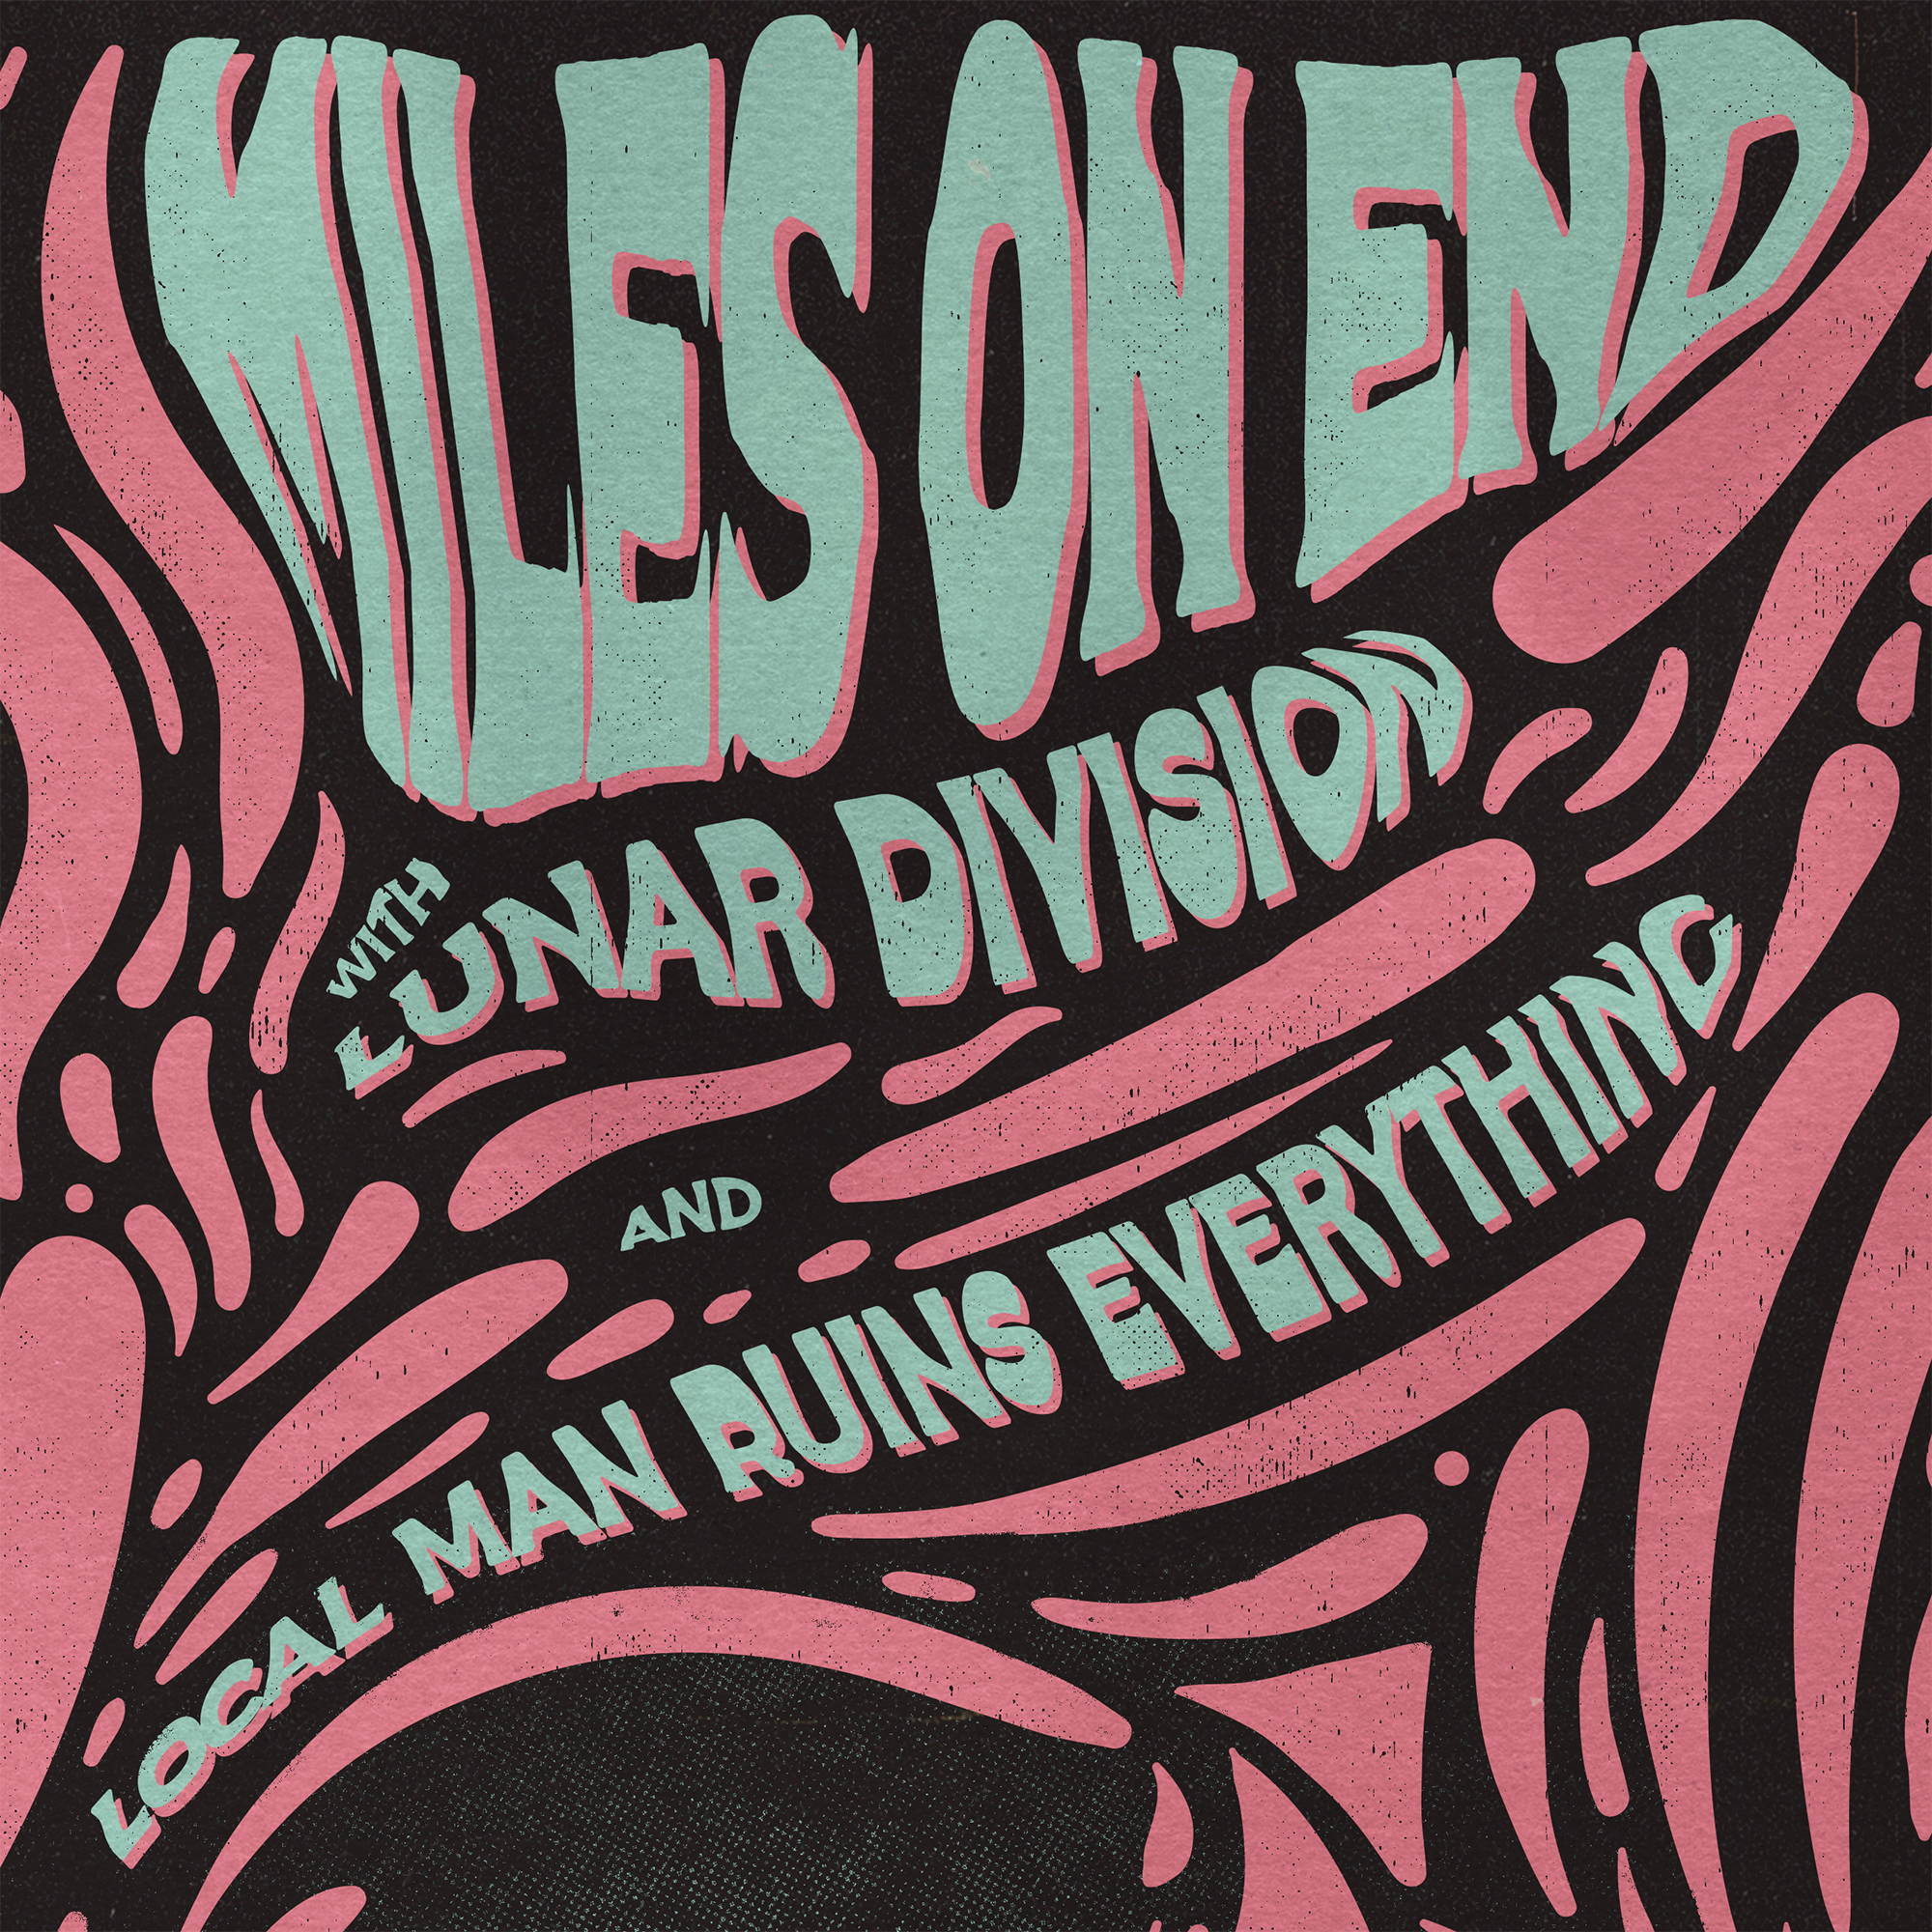 MILES ON END
WITH
LUNAR DIVISION
AND
LOCAL MAN RUINS EVERYTHING